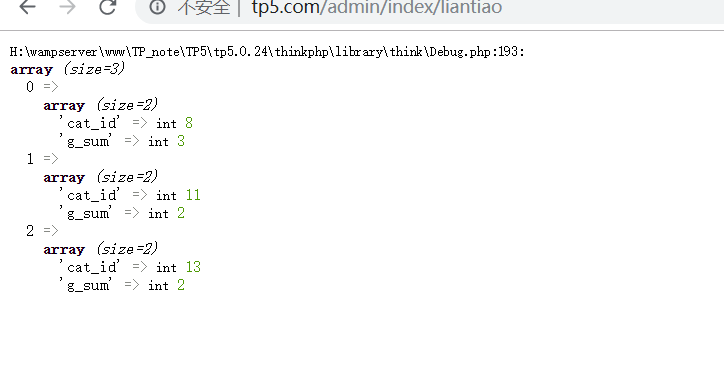 不安全 | tp5.com/admin/index/liantiao
H:\wampserver\www\TP_note\TP5\tp5.0.24\thinkphp\library\think\Debug.php:193:
array (size=3)
0 =>
array (size=2)
'cat_id' => int 8
'g_sum' => int 3
1 =>
array (size=2)
'cat_id' => int 11
'g_sum' => int 2
2 =>
array (size=2)
'cat_id' => int 13
'g_sum' => int 2